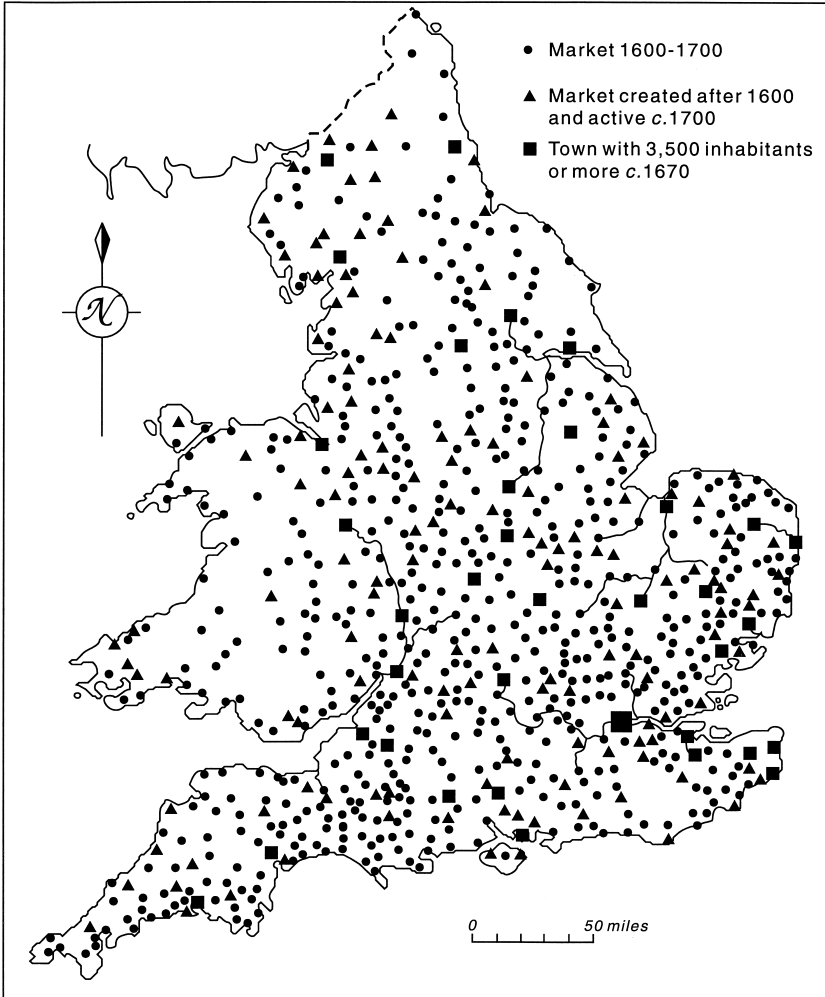 Market 1600-1700
Market created after 1600
and active c.1700
Town with 3,500 inhabitants
or more c.1670
N
0 50 miles